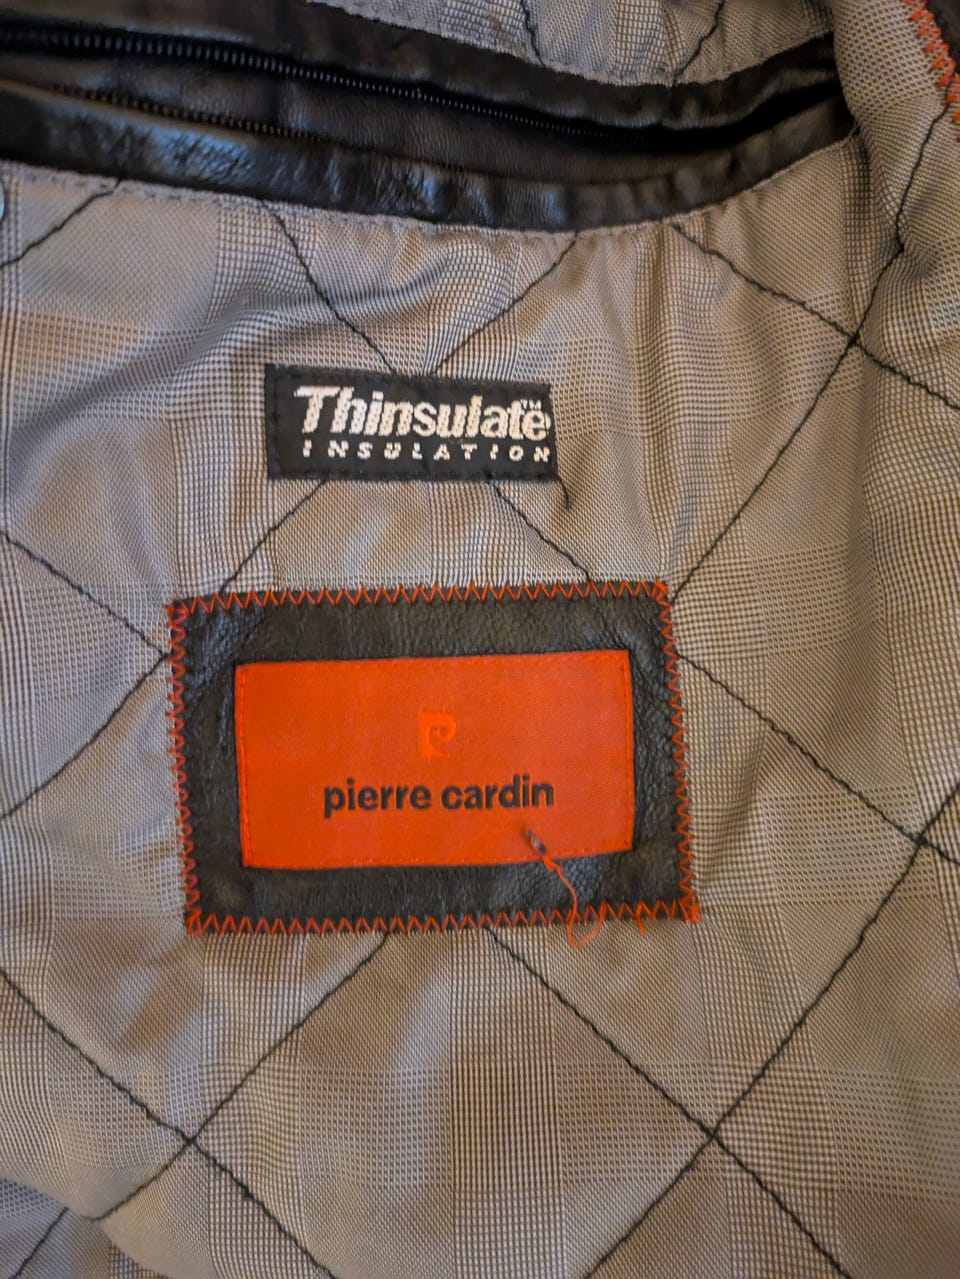 Thinsulate™
INSULATION
pierre cardin